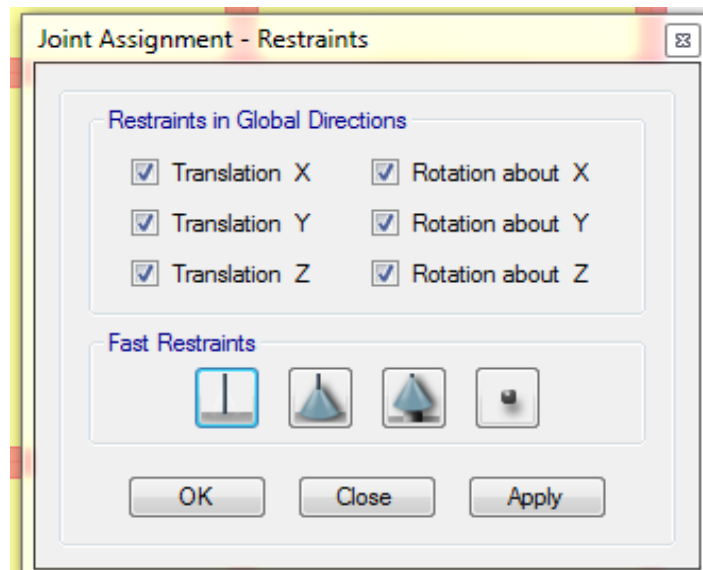 Joint Assignment - Restraints
Restraints in Global Directions
Translation X Rotation about X
Translation Y Rotation about Y
Translation Z Rotation about Z
Fast Restraints
OK Close Apply